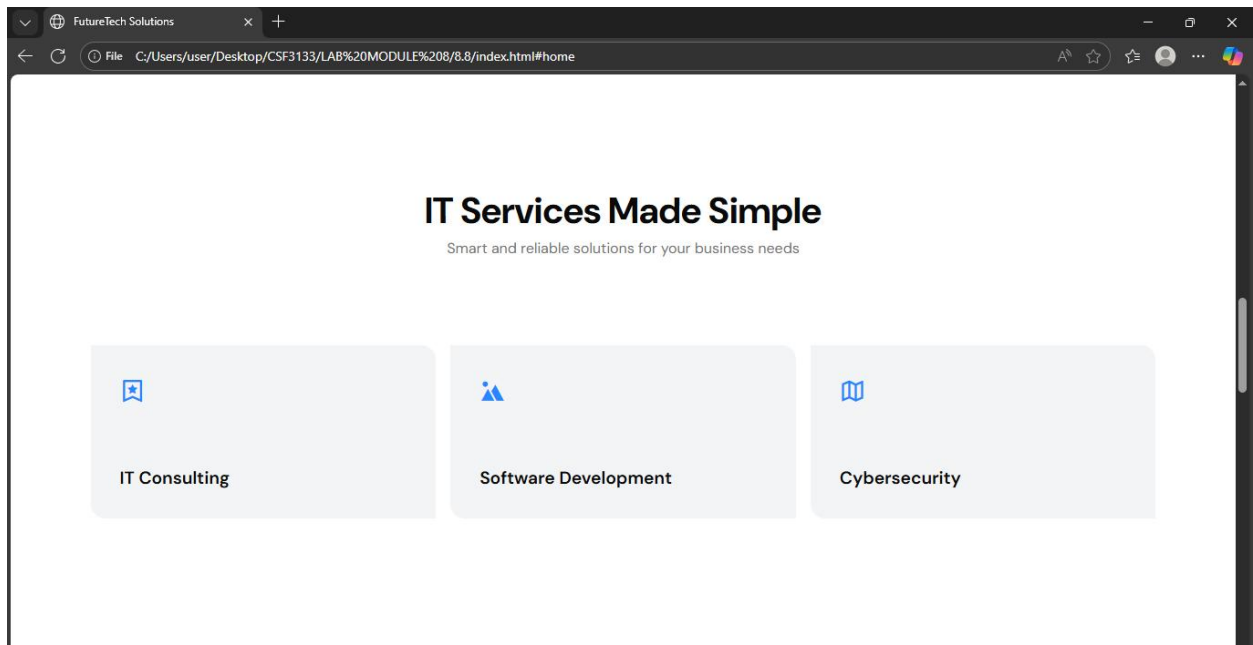 FutureTech Solutions
File C:/Users/user/Desktop/CSF3133/LAB%20MODULE%208/8.8/index.html#home
IT Services Made Simple
Smart and reliable solutions for your business needs
IT Consulting
Software Development
Cybersecurity